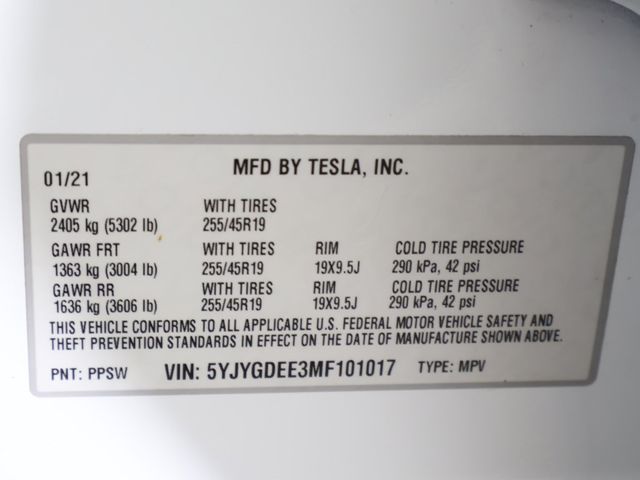 MFD BY TESLA, INC.
01/21
GVWR WITH TIRES
2405 kg (5302 lb) 255/45R19
GAWR FRT WITH TIRES RIM COLD TIRE PRESSURE
1363 kg (3004 lb) 255/45R19 19X9.5J 290 kPa, 42 psi
GAWR RR WITH TIRES RIM COLD TIRE PRESSURE
1636 kg (3606 lb) 255/45R19 19X9.5J 290 kPa, 42 psi
THIS VEHICLE CONFORMS TO ALL APPLICABLE U.S. FEDERAL MOTOR VEHICLE SAFETY AND
THEFT PREVENTION STANDARDS IN EFFECT ON THE DATE OF MANUFACTURE SHOWN ABOVE.
PNT: PPSW VIN: 5YJYGDEE3MF101017 TYPE: MPV